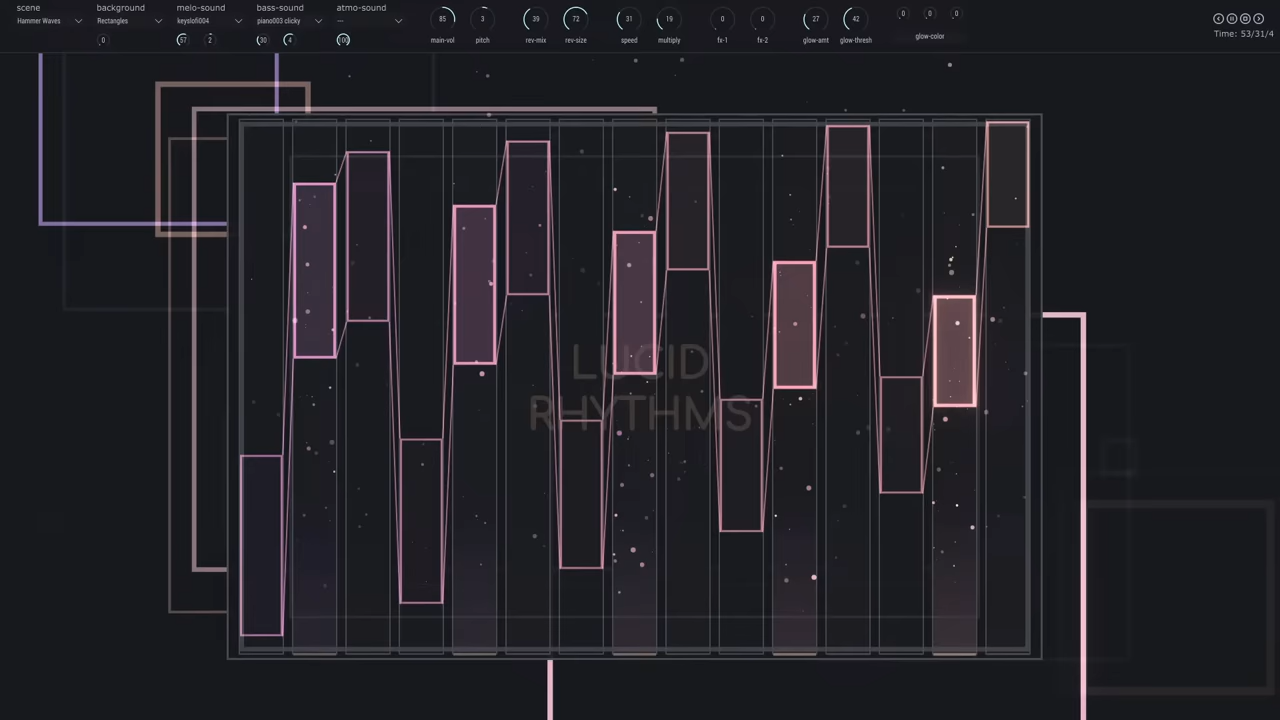 scene background melo-sound bass-sound atmo-sound
Hammer Waves Rectangles keyslofi004 piano003 clicky ---
0 57 2 30 4 100
85 3 39 72 31 19 0 0 27 42 0 0 0
main-vol pitch rev-mix rev-size speed multiply fx-1 fx-2 glow-amt glow-thresh glow-color
Time: 53/31/4
LUCID
RHYTHMS